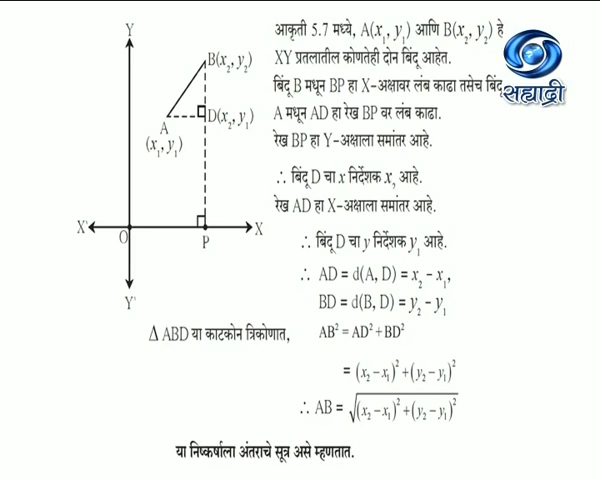 Y
B(x₂, y₂)
D(x₂, y₁)
A
(x₁, y₁)
X'
O
P
X
Y'
आकृती 5.7 मध्ये, A(x₁, y₁) आणि B(x₂, y₂) हे
XY प्रतलातील कोणतेही दोन बिंदू आहेत.
बिंदू B मधून BP हा X-अक्षावर लंब काढा तसेच बिंदू
A मधून AD हा रेख BP वर लंब काढा.
रेख BP हा Y-अक्षाला समांतर आहे.
∴ बिंदू D चा x निर्देशक x₂ आहे.
रेख AD हा X-अक्षाला समांतर आहे.
∴ बिंदू D चा y निर्देशक y₁ आहे.
∴ AD = d(A, D) = x₂ - x₁,
BD = d(B, D) = y₂ - y₁
Δ ABD या काटकोन त्रिकोणात, AB² = AD² + BD²
= (x₂ - x₁)² + (y₂ - y₁)²
∴ AB = √(x₂ - x₁)² + (y₂ - y₁)²
या निष्कर्षाला अंतराचे सूत्र असे म्हणतात.
सह्याद्री